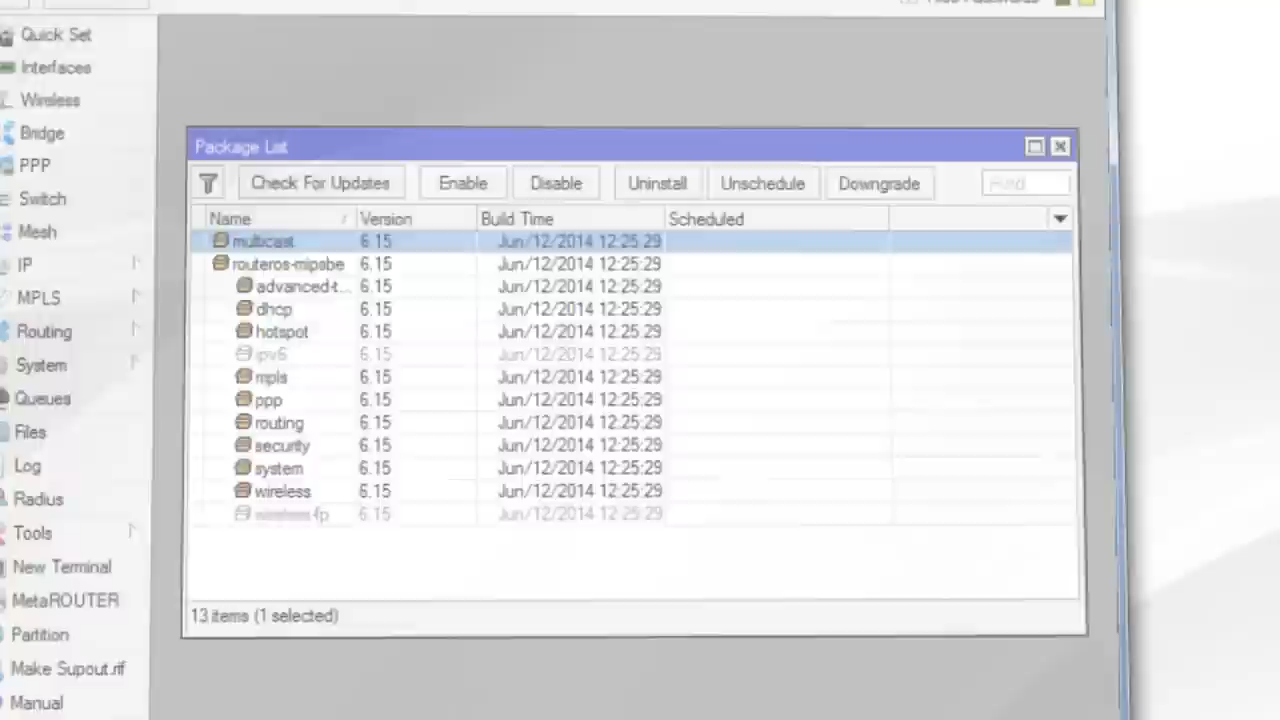 Quick Set
Interfaces
Wireless
Bridge
PPP
Switch
Mesh
IP
MPLS
Routing
System
Queues
Files
Log
Radius
Tools
New Terminal
MetaROUTER
Partition
Make Supout.rif
Manual
Package List
Check For Updates Enable Disable Uninstall Unschedule Downgrade Find
Name Version Build Time Scheduled
multicast 6.15 Jun/12/2014 12:25:29
routeros-mipsbe 6.15 Jun/12/2014 12:25:29
advanced-t... 6.15 Jun/12/2014 12:25:29
dhcp 6.15 Jun/12/2014 12:25:29
hotspot 6.15 Jun/12/2014 12:25:29
ipv6 6.15 Jun/12/2014 12:25:29
mpls 6.15 Jun/12/2014 12:25:29
ppp 6.15 Jun/12/2014 12:25:29
routing 6.15 Jun/12/2014 12:25:29
security 6.15 Jun/12/2014 12:25:29
system 6.15 Jun/12/2014 12:25:29
wireless 6.15 Jun/12/2014 12:25:29
wireless-fp 6.15 Jun/12/2014 12:25:29
13 items (1 selected)